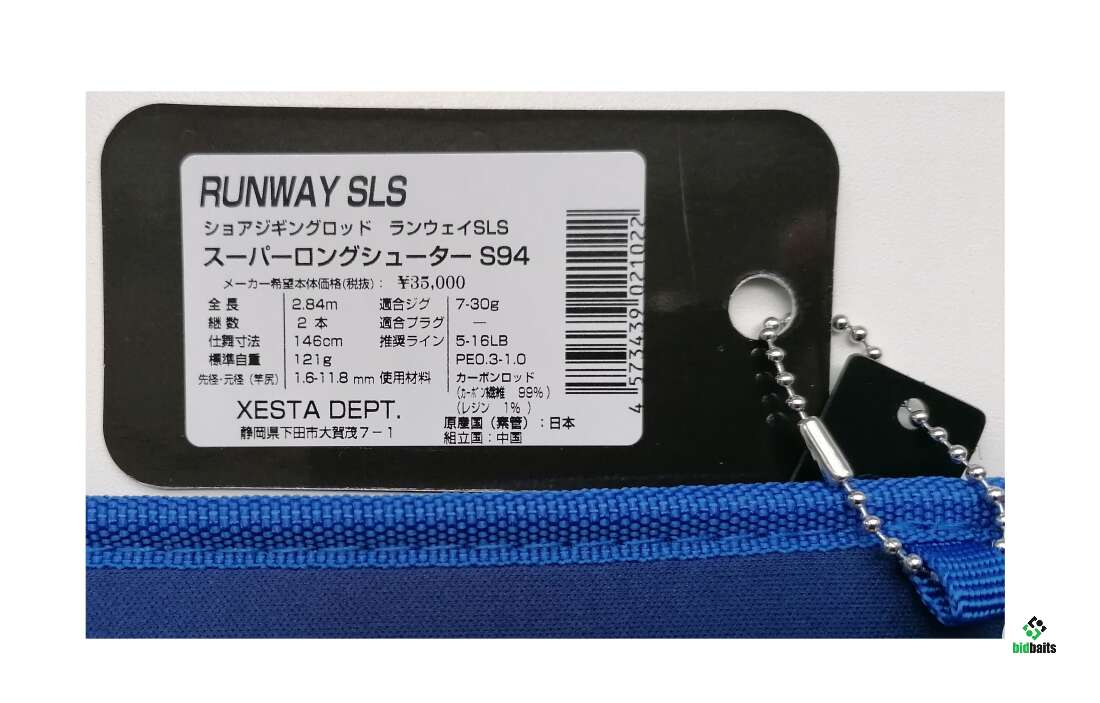 RUNWAY SLS
ショアジギングロッド ランウェイSLS
スーパーロングシューター S94
メーカー希望本体価格(税抜): ¥35,000
全長 2.84m 適合ジグ 7-30g
継数 2本 適合プラグ —
仕舞寸法 146cm 推奨ライン 5-16LB
標準自重 121g PE0.3-1.0
先径・元径(竿尻) 1.6-11.8 mm 使用材料 カーボンロッド
(カーボン繊維 99%)
(レジン 1%)
XESTA DEPT.
静岡県下田市大賀茂7-1
原産国(素管):日本
組立国:中国
4 573439 021022
bidbaits